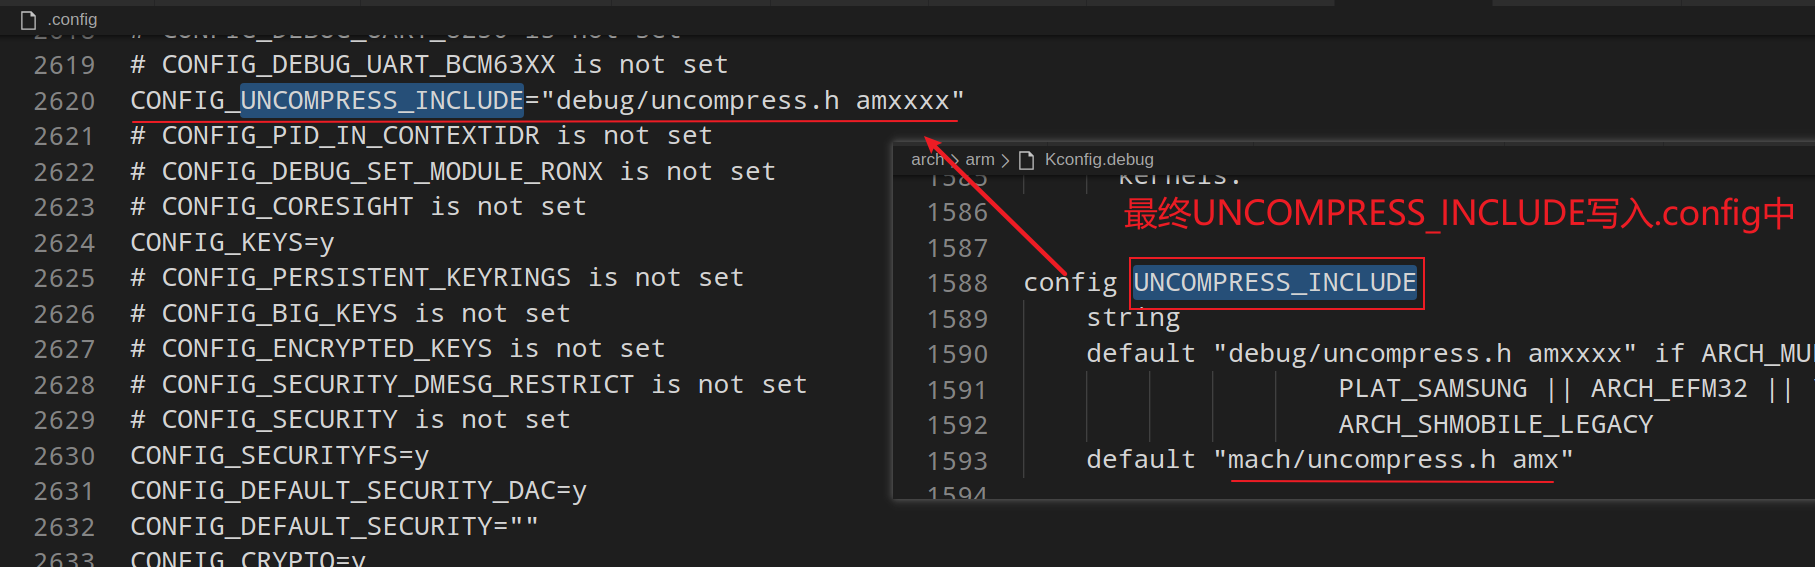 .config
2619 # CONFIG_DEBUG_UART_BCM63XX is not set
2620 CONFIG_UNCOMPRESS_INCLUDE="debug/uncompress.h amxxxx"
2621 # CONFIG_PID_IN_CONTEXTIDR is not set
2622 # CONFIG_DEBUG_SET_MODULE_RONX is not set
2623 # CONFIG_CORESIGHT is not set
2624 CONFIG_KEYS=y
2625 # CONFIG_PERSISTENT_KEYRINGS is not set
2626 # CONFIG_BIG_KEYS is not set
2627 # CONFIG_ENCRYPTED_KEYS is not set
2628 # CONFIG_SECURITY_DMESG_RESTRICT is not set
2629 # CONFIG_SECURITY is not set
2630 CONFIG_SECURITYFS=y
2631 CONFIG_DEFAULT_SECURITY_DAC=y
2632 CONFIG_DEFAULT_SECURITY=""
2633 CONFIG_CRYPTO=y
arch > arm > Kconfig.debug
1585 kernels.
1586
最终UNCOMPRESS_INCLUDE写入.config中
1587
1588 config UNCOMPRESS_INCLUDE
1589 string
1590 default "debug/uncompress.h amxxxx" if
1591 PLAT_SAMSUNG || ARCH_EFM32 ||
1592 ARCH_SHMOBILE_LEGACY
1593 default "mach/uncompress.h amx"
1594